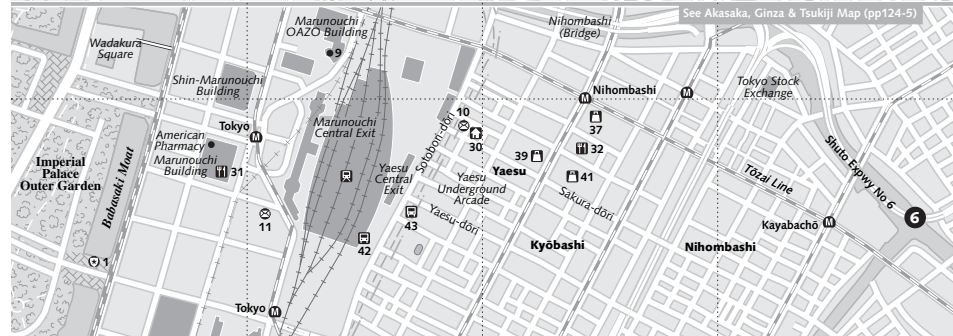 See Akasaka, Ginza & Tsukiji Map (pp124-5)
Marunouchi
OAZO Building
Nihombashi
(Bridge)
Wadakura
Square
9
Shin-Marunouchi
Building
Tokyo Stock
Exchange
M Nihombashi
M
Tokyo M
Marunouchi
Central Exit
Sotobori-dōri
10
30
37
American
Pharmacy
Marunouchi
Building
31
Imperial
Palace
Outer Garden
Babasaki Moat
39
32
Yaesu
Yaesu
Central
Exit
Yaesu
Underground
Arcade
41
Sakura-dōri
Tōzai Line
Shuto Expwy No 6
6
11
43
Yaesu-dōri
42
Kyōbashi
Nihombashi
Kayabachō M
1
Tokyo M